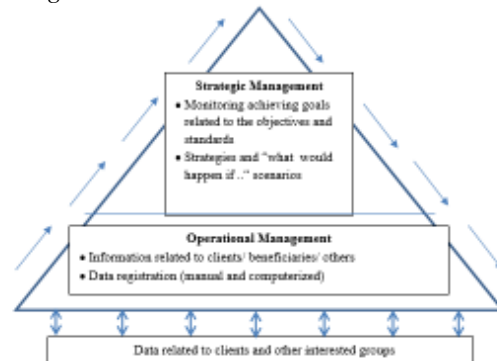 Strategic Management
• Monitoring achieving goals
related to the objectives and
standards
• Strategies and "what would
happen if .." scenarios
Operational Management
• Information related to clients/ beneficiaries/ others
• Data registration (manual and computerized)
Data related to clients and other interested groups